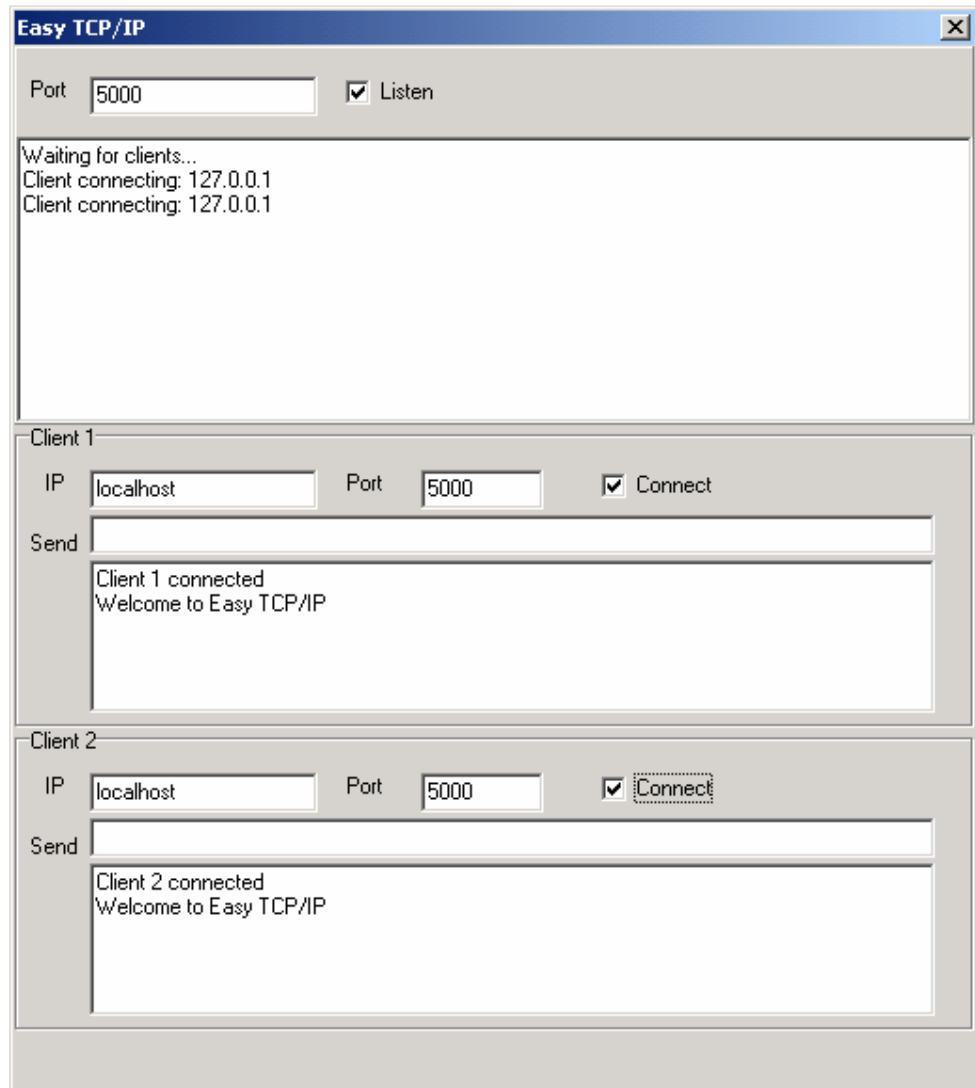 Easy TCP/IP
Port 5000 Listen
Waiting for clients...
Client connecting: 127.0.0.1
Client connecting: 127.0.0.1
Client 1
IP localhost Port 5000 Connect
Send
Client 1 connected
Welcome to Easy TCP/IP
Client 2
IP localhost Port 5000 Connect
Send
Client 2 connected
Welcome to Easy TCP/IP